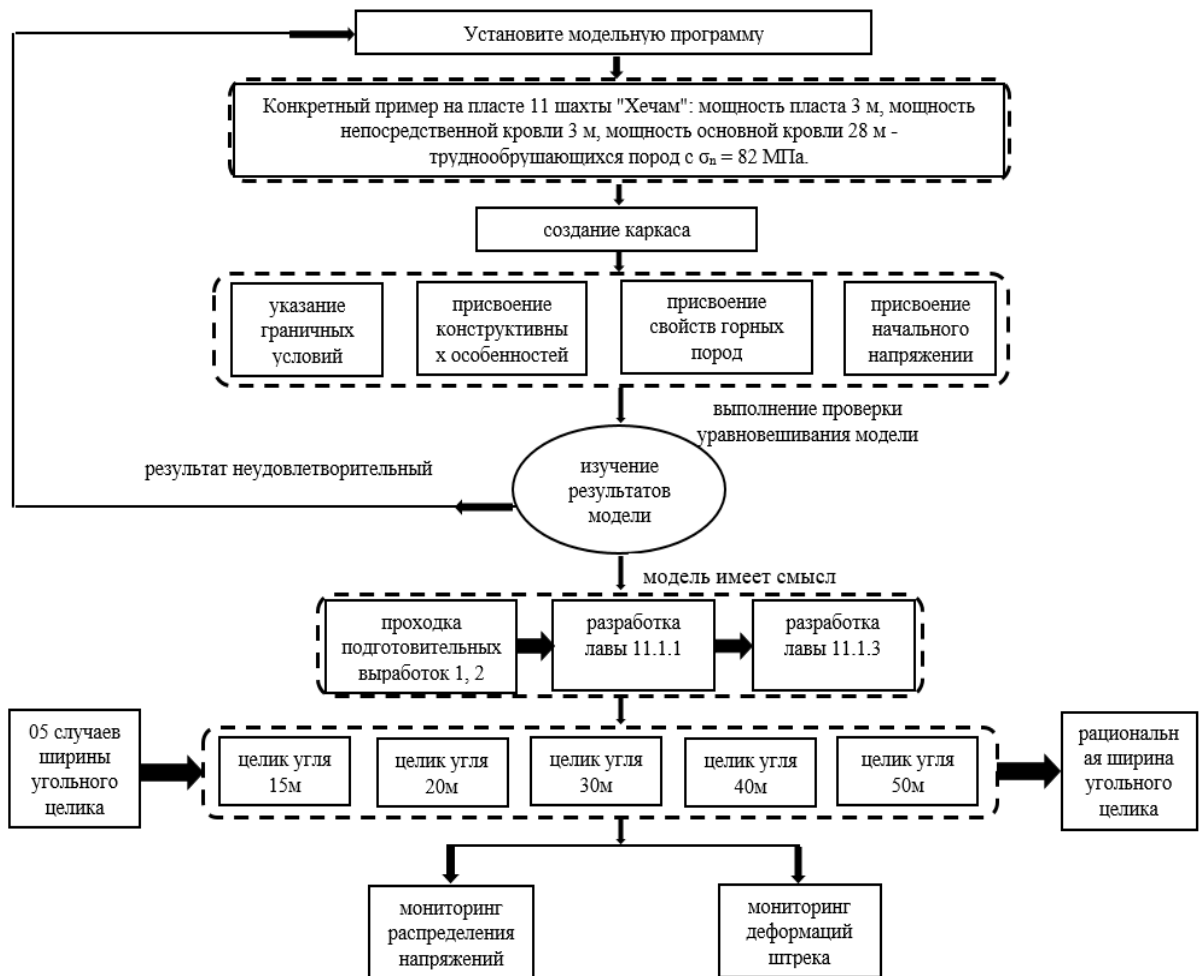 Установите модельную программу
Конкретный пример на пласте 11 шахты "Хечам": мощность пласта 3 м, мощность
непосредственной кровли 3 м, мощность основной кровли 28 м -
труднообрушающихся пород с σₙ = 82 МПа.
создание каркаса
указание
граничных
условий
присвоение
конструктивны
х особенностей
присвоение
свойств горных
пород
присвоение
начального
напряжении
выполнение проверки
уравновешивания модели
результат неудовлетворительный
изучение
результатов
модели
модель имеет смысл
проходка
подготовительных
выработок 1, 2
разработка
лавы 11.1.1
разработка
лавы 11.1.3
05 случаев
ширины
угольного
целика
целик угля
15м
целик угля
20м
целик угля
30м
целик угля
40м
целик угля
50м
рациональн
ая ширина
угольного
целика
мониторинг
распределения
напряжений
мониторинг
деформаций
штрека